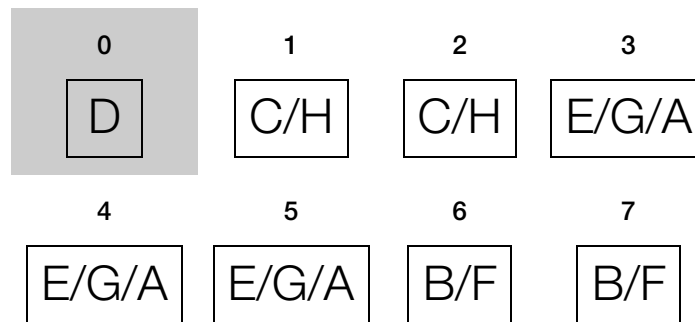 0 1 2 3
D C/H C/H E/G/A
4 5 6 7
E/G/A E/G/A B/F B/F